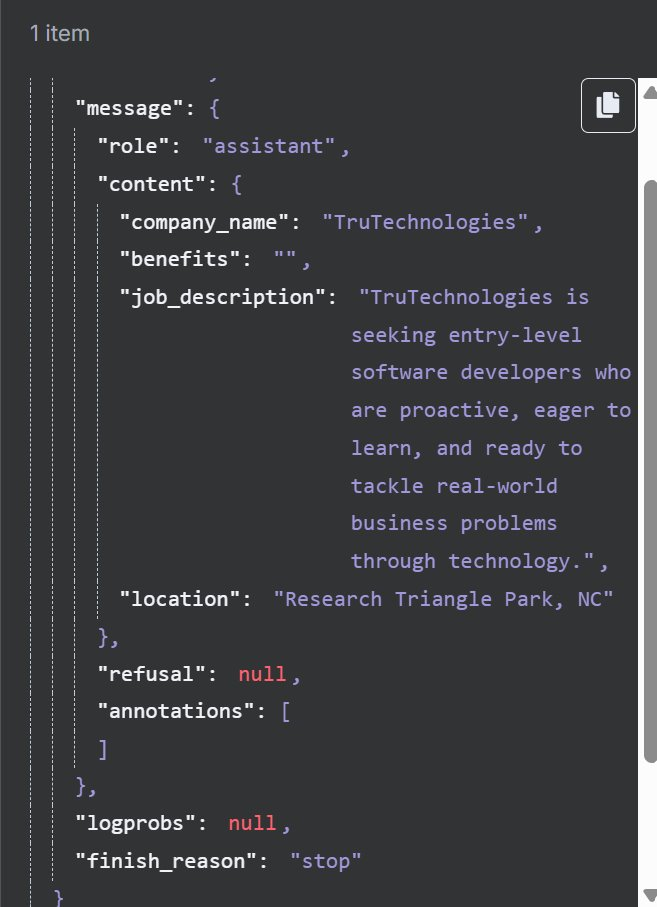 1 item
"message": {
"role": "assistant",
"content": {
"company_name": "TruTechnologies",
"benefits": "",
"job_description": "TruTechnologies is
seeking entry-level
software developers who
are proactive, eager to
learn, and ready to
tackle real-world
business problems
through technology.",
"location": "Research Triangle Park, NC"
},
"refusal": null,
"annotations": [
]
},
"logprobs": null,
"finish_reason": "stop"
}